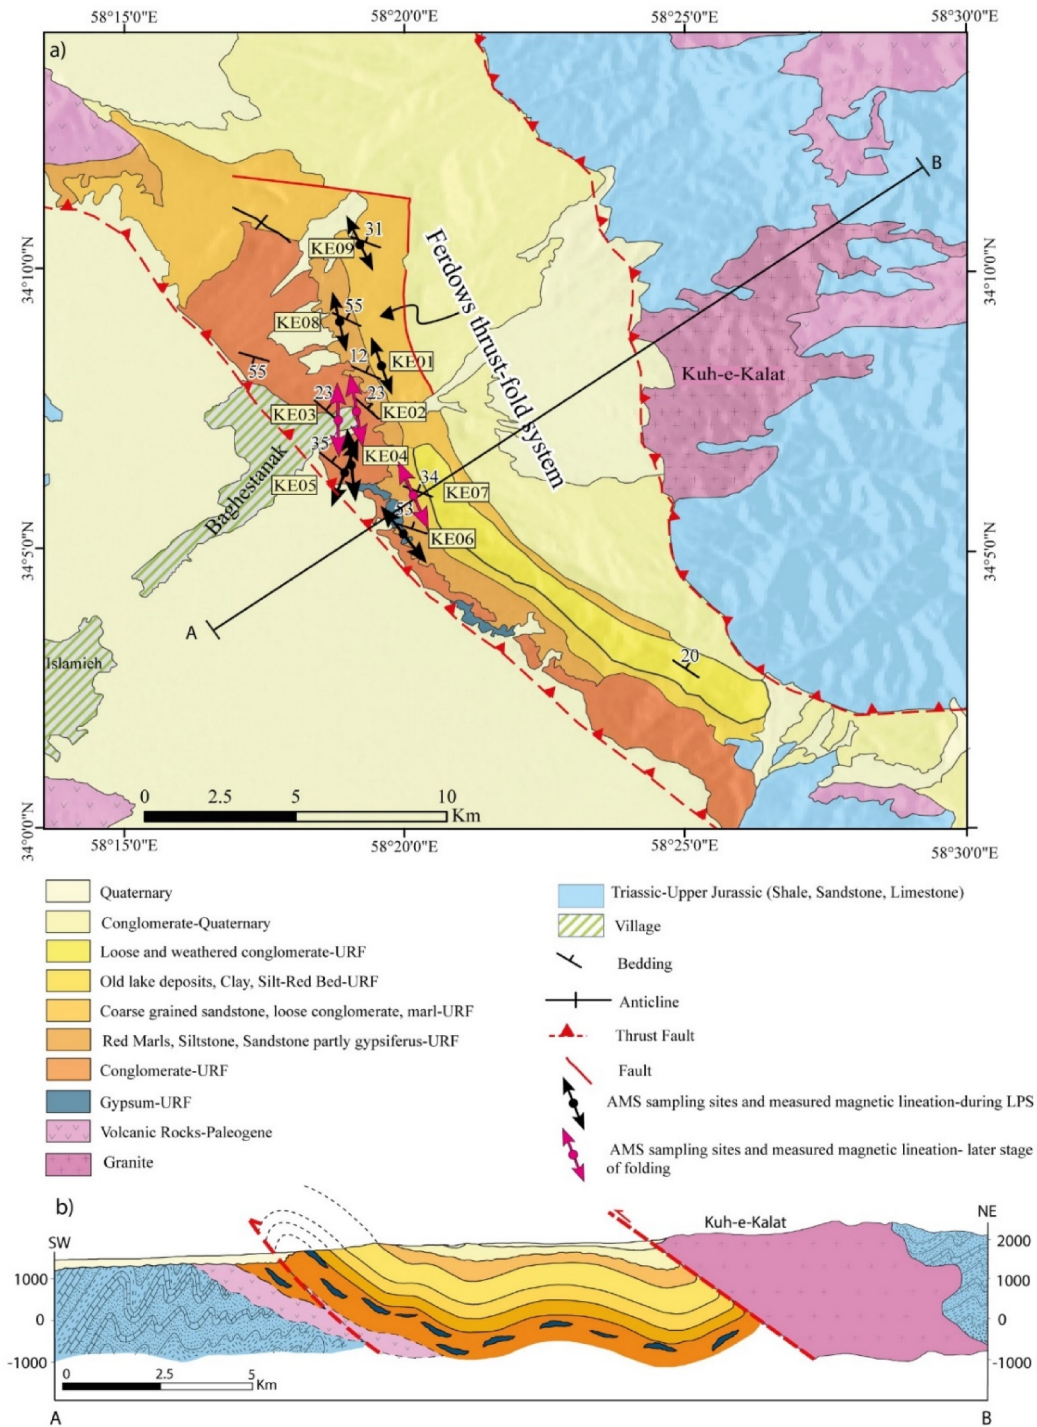 58°15'0"E
58°20'0"E
58°25'0"E
58°30'0"E
a)
B
34°10'0"N
34°10'0"N
31
KE09
Ferdows thrust-fold system
55
KE08
12
KE01
Kuh-e-Kalat
55
23
23
KE03
KE02
35
KE04
KE05
34
KE07
Baghestanak
53
KE06
34°5'0"N
34°5'0"N
A
Islamieh
20
0
2.5
5
10
Km
34°0'0"N
58°15'0"E
58°20'0"E
58°25'0"E
58°30'0"E
Quaternary
Conglomerate-Quaternary
Loose and weathered conglomerate-URF
Old lake deposits, Clay, Silt-Red Bed-URF
Coarse grained sandstone, loose conglomerate, marl-URF
Red Marls, Siltstone, Sandstone partly gypsiferus-URF
Conglomerate-URF
Gypsum-URF
Volcanic Rocks-Paleogene
Granite
Triassic-Upper Jurassic (Shale, Sandstone, Limestone)
Village
Bedding
Anticline
Thrust Fault
Fault
AMS sampling sites and measured magnetic lineation-during LPS
AMS sampling sites and measured magnetic lineation- later stage
of folding
b)
SW
Kuh-e-Kalat
NE
2000
1000
1000
0
0
-1000
-1000
0
2.5
5
Km
A
B